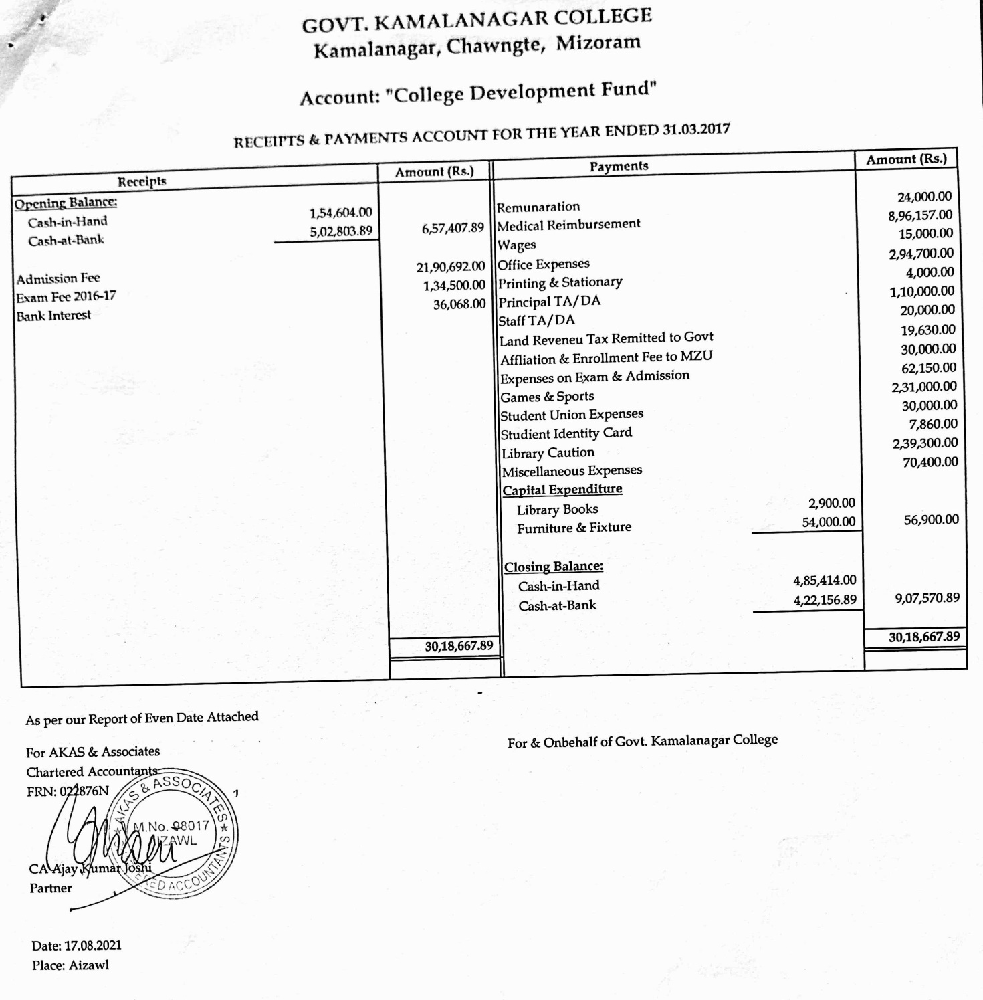 GOVT. KAMALANAGAR COLLEGE
Kamalanagar, Chawngte, Mizoram
Account: "College Development Fund"
RECEIPTS & PAYMENTS ACCOUNT FOR THE YEAR ENDED 31.03.2017
Receipts Amount (Rs.) Payments Amount (Rs.)
Opening Balance: Remunaration 24,000.00
Cash-in-Hand 1,54,604.00 Medical Reimbursement 8,96,157.00
Cash-at-Bank 5,02,803.89 6,57,407.89 Wages 15,000.00
Office Expenses 2,94,700.00
Admission Fee 21,90,692.00 Printing & Stationary 4,000.00
Exam Fee 2016-17 1,34,500.00 Principal TA/DA 1,10,000.00
Bank Interest 36,068.00 Staff TA/DA 20,000.00
Land Reveneu Tax Remitted to Govt 19,630.00
Affliation & Enrollment Fee to MZU 30,000.00
Expenses on Exam & Admission 62,150.00
Games & Sports 2,31,000.00
Student Union Expenses 30,000.00
Studient Identity Card 7,860.00
Library Caution 2,39,300.00
Miscellaneous Expenses 70,400.00
Capital Expenditure
Library Books 2,900.00
Furniture & Fixture 54,000.00 56,900.00
Closing Balance:
Cash-in-Hand 4,85,414.00
Cash-at-Bank 4,22,156.89 9,07,570.89
30,18,667.89 30,18,667.89
As per our Report of Even Date Attached
For AKAS & Associates
For & Onbehalf of Govt. Kamalanagar College
Chartered Accountants
FRN: 022876N
AKAS & ASSOCIATES
M.No. 98017
AIZAWL
CHARTERED ACCOUNTANTS
CA Ajay Kumar Joshi
Partner
Date: 17.08.2021
Place: Aizawl